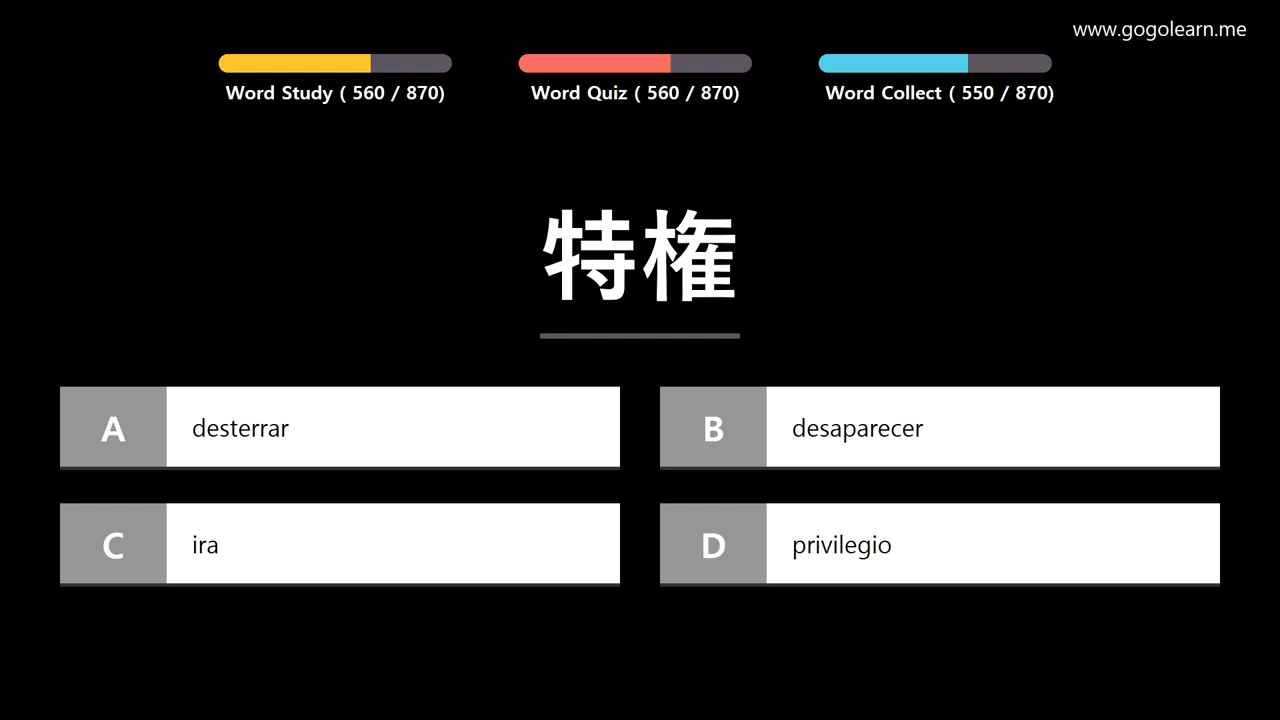 www.gogolearn.me
Word Study ( 560 / 870)
Word Quiz ( 560 / 870)
Word Collect ( 550 / 870)
特権
A desterrar
B desaparecer
C ira
D privilegio